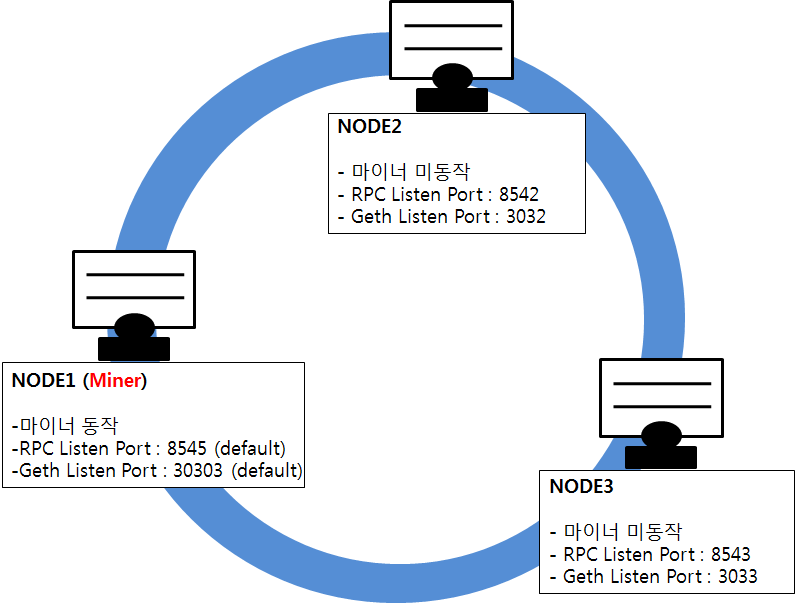 NODE2
- 마이너 미동작
- RPC Listen Port : 8542
- Geth Listen Port : 3032
NODE1 (Miner)
-마이너 동작
-RPC Listen Port : 8545 (default)
-Geth Listen Port : 30303 (default)
NODE3
- 마이너 미동작
- RPC Listen Port : 8543
- Geth Listen Port : 3033